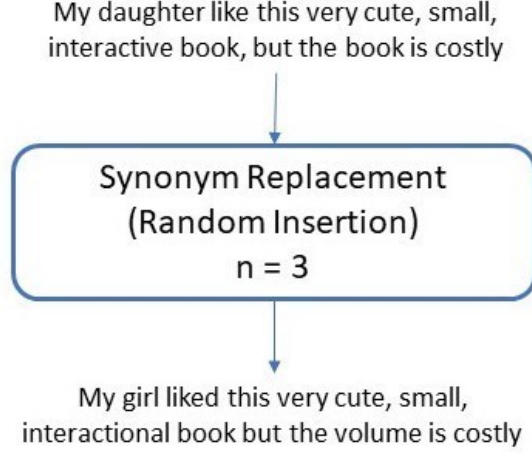 My daughter like this very cute, small,
interactive book, but the book is costly
Synonym Replacement
(Random Insertion)
n = 3
My girl liked this very cute, small,
interactional book but the volume is costly